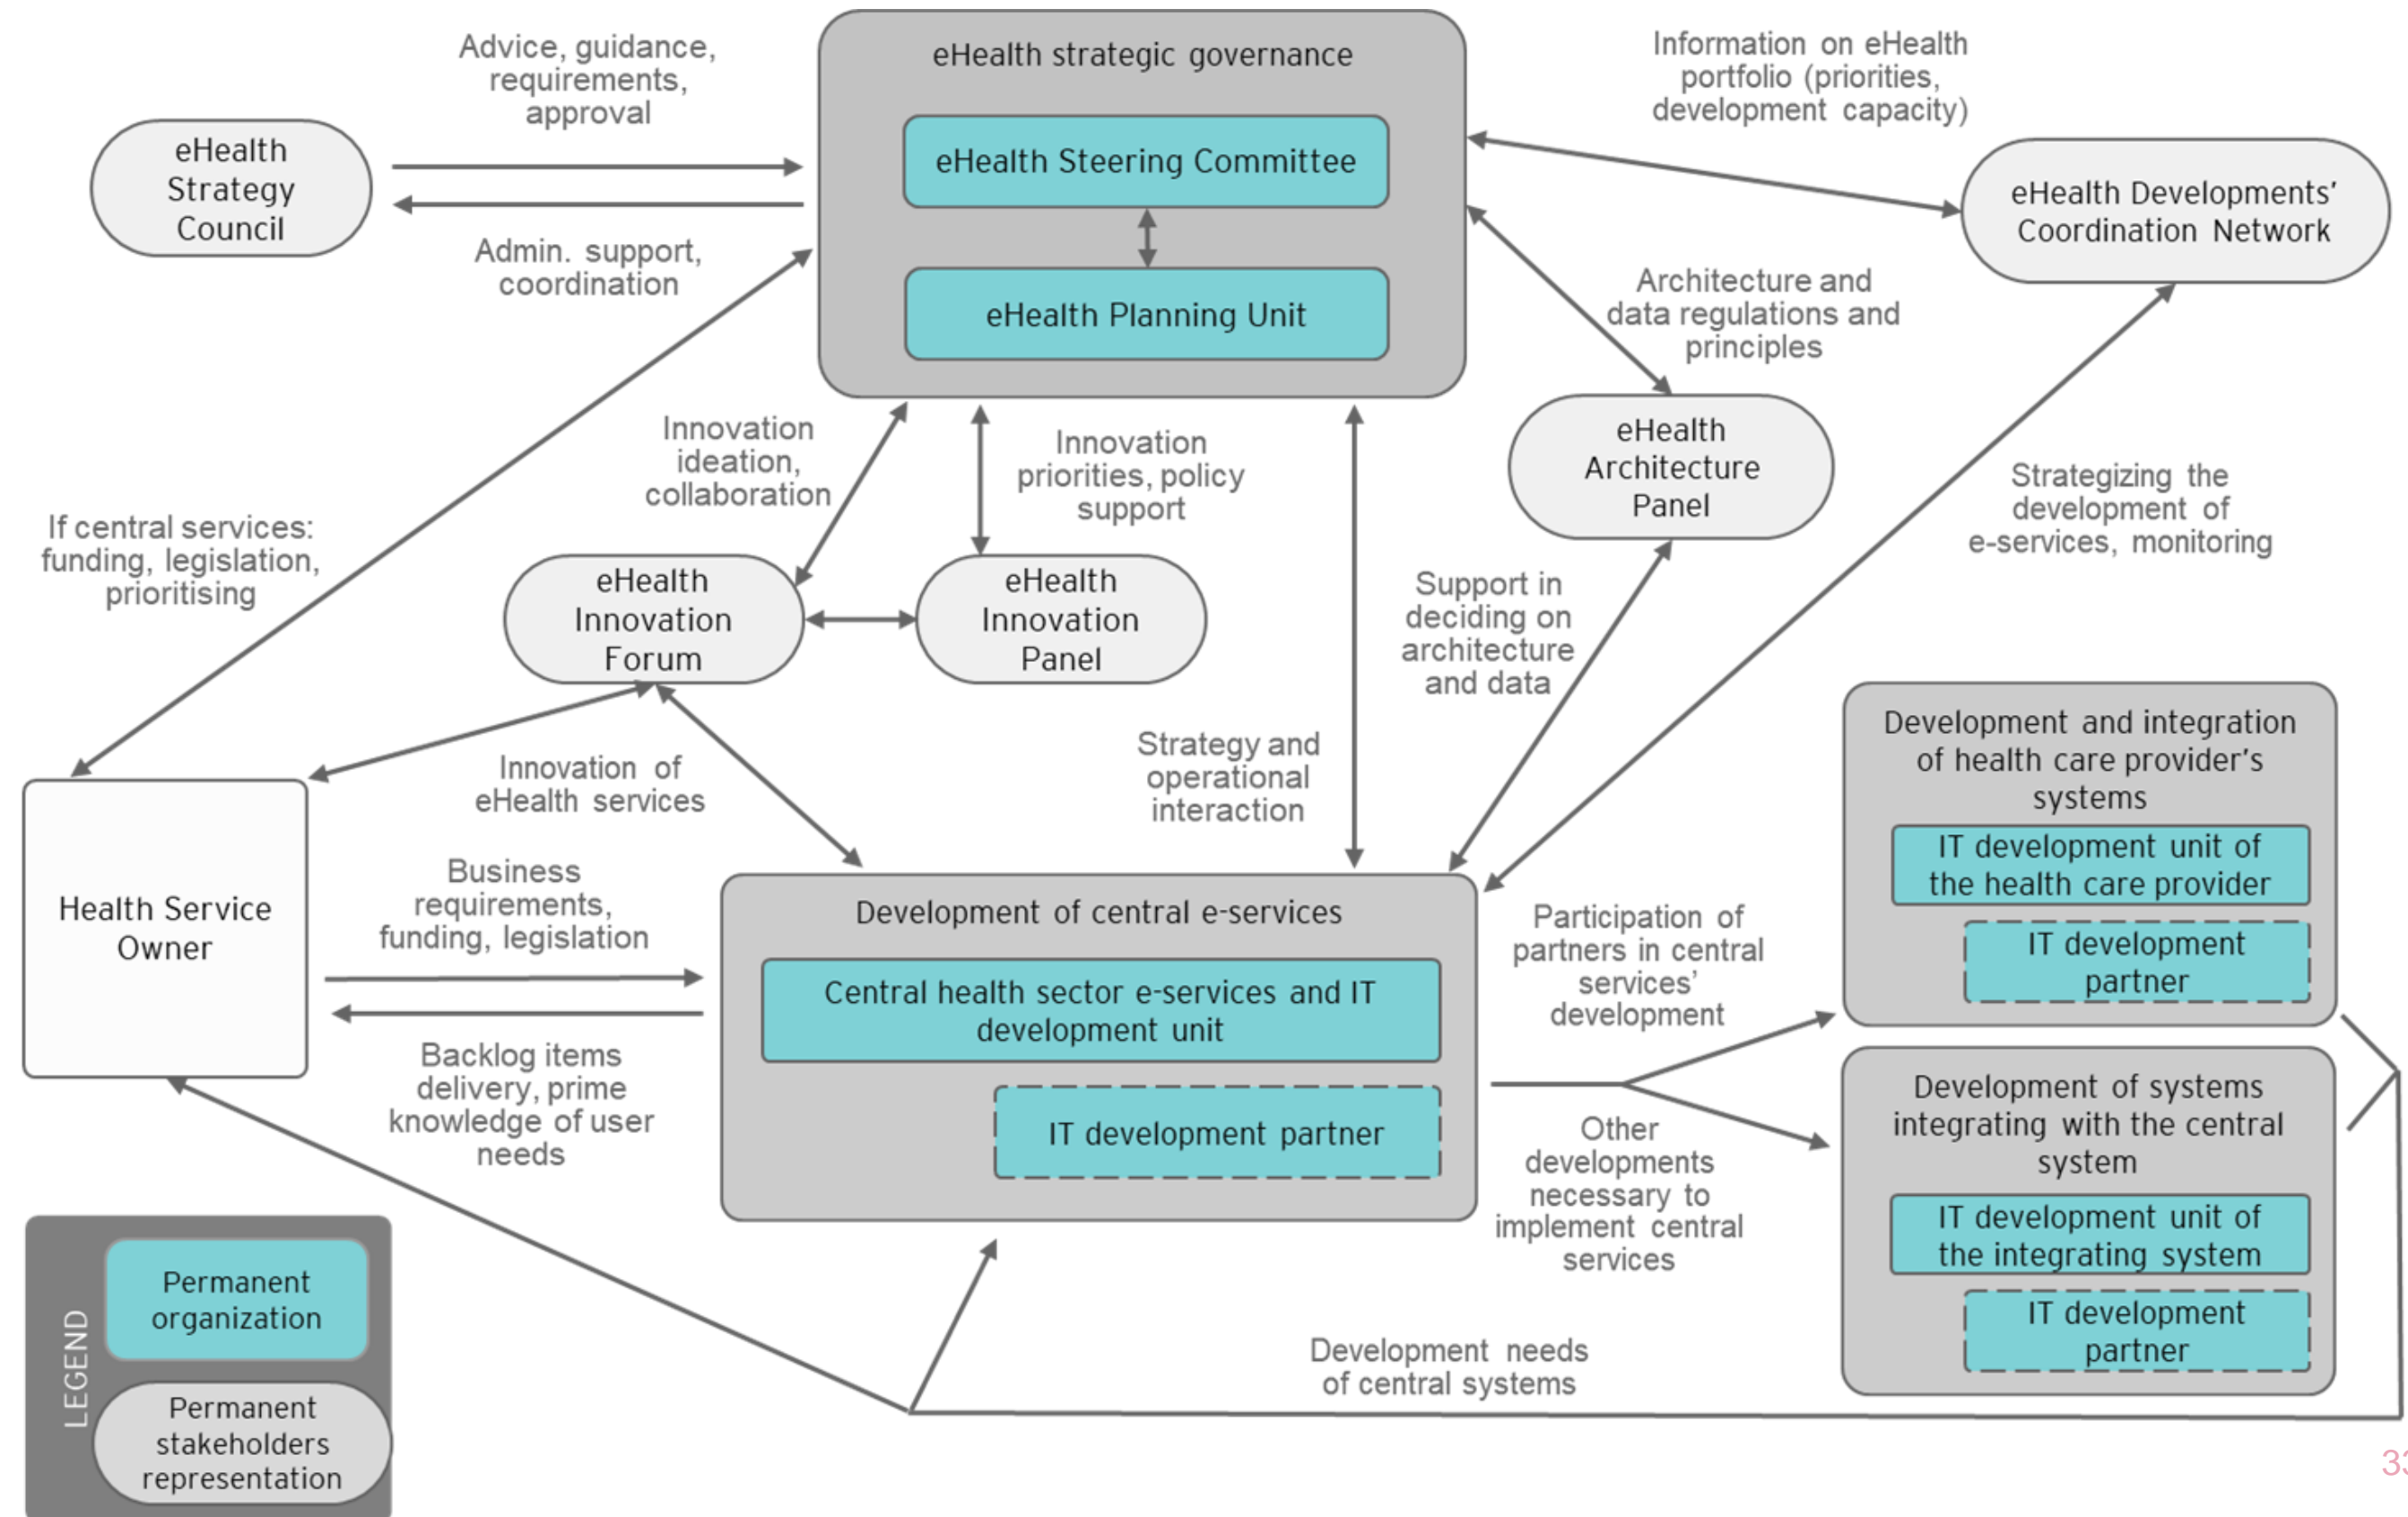 Advice, guidance,
requirements,
approval
eHealth strategic governance
Information on eHealth
portfolio (priorities,
development capacity)
eHealth
Strategy
Council
eHealth Steering Committee
eHealth Developments'
Coordination Network
Admin. support,
coordination
eHealth Planning Unit
Architecture and
data regulations and
principles
Innovation
ideation,
collaboration
Innovation
priorities, policy
support
eHealth
Architecture
Panel
Strategizing the
development of
e-services, monitoring
If central services:
funding, legislation,
prioritising
eHealth
Innovation
Forum
eHealth
Innovation
Panel
Support in
deciding on
architecture
and data
Innovation of
eHealth services
Strategy and
operational
interaction
Development and integration
of health care provider's
systems
IT development unit of
the health care provider
IT development
partner
Health Service
Owner
Business
requirements,
funding, legislation
Development of central e-services
Central health sector e-services and IT
development unit
IT development partner
Participation of
partners in central
services'
development
Backlog items
delivery, prime
knowledge of user
needs
Other
developments
necessary to
implement central
services
Development of systems
integrating with the central
system
IT development unit of
the integrating system
IT development
partner
LEGEND
Permanent
organization
Permanent
stakeholders
representation
Development needs
of central systems
33